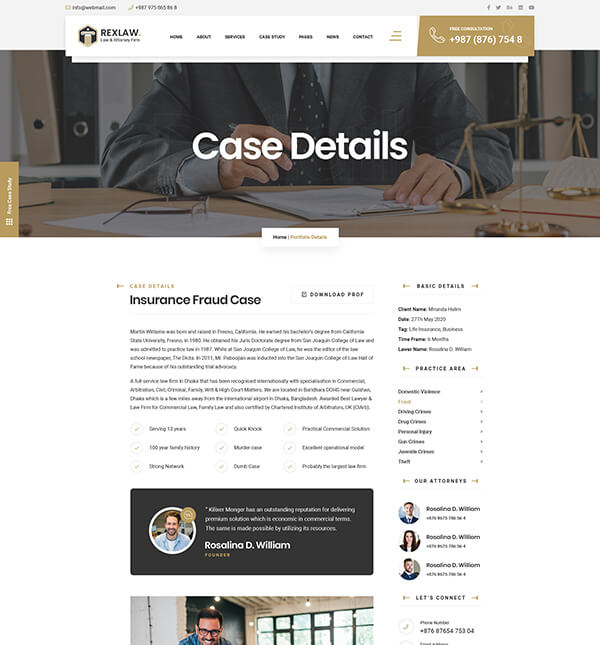 info@webmail.com
+987 975 065 86 8
REXLAW.
Law & Attorney Firm
HOME ABOUT SERVICES CASE STUDY PAGES NEWS CONTACT
FREE CONSULTATION
+987 (876) 754 8
Case Details
Free Case Study
Home | Portfolio Details
CASE DETAILS
Insurance Fraud Case
DOWNLOAD PROF
Martin Williams was born and raised in Fresno, California. He earned his bachelor's degree from California
State University, Fresno, in 1980. He obtained his Juris Doctorate degree from San Joaquin College of Law and
was admitted to practice law in 1987. While at San Joaquin College of Law, he was the editor of the law
school newspaper, The Dicta. In 2011, Mr. Paboojian was inducted into the San Joaquin College of Law Hall of
Fame because of his outstanding trial advocacy.
A full service law firm in Dhaka that has been recognised internationally with specialisation in Commercial,
Arbitration, Civil, Criminal, Family, Writ & High Court Matters. We are located in Baridhara DOHS near Gulshan,
Dhaka which is a few miles away from the international airport in Dhaka, Bangladesh. Awarded Best Lawyer &
Law Firm for Commercial Law, Family Law and also certified by Chartered Institute of Arbitrators, UK (CIArb).
Serving 13 years
Quick Knock
Practical Commercial Solution
100 year family history
Murder case
Excellent operational model
Strong Network
Dumb Case
Probably the largest law firm
" Kiliser Monger has an outstanding reputation for delivering
premium solution which is economic in commercial terms.
The same is made possible by utilizing its resources.
Rosalina D. William
FOUNDER
BASIC DETAILS
Client Name: Miranda Halim
Date: 27Th May 2020
Tag: Life Insurance, Business
Time Frame: 6 Months
Lawer Name: Rosalina D. William
PRACTICE AREA
Domestic Violence
Fraud
Driving Crimes
Drug Crimes
Personal Injury
Gun Crimes
Juvenile Crimes
Theft
OUR ATTORNEYS
Rosalina D. William
+876 8675 786 56 4
Rosalina D. William
+876 8675 786 56 4
Rosalina D. William
+876 8675 786 56 4
LET'S CONNECT
Phone Number
+876 87654 753 04
Email Address